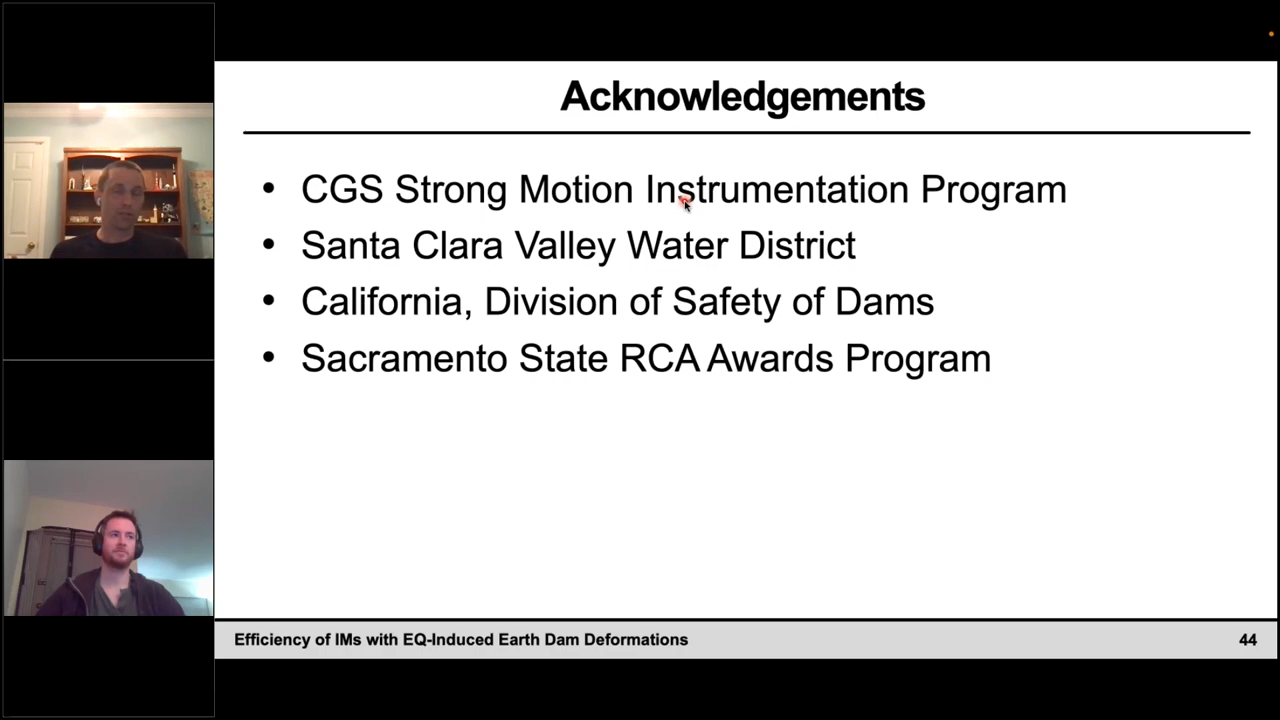 Acknowledgements
• CGS Strong Motion Instrumentation Program
• Santa Clara Valley Water District
• California, Division of Safety of Dams
• Sacramento State RCA Awards Program
Efficiency of IMs with EQ-Induced Earth Dam Deformations 44